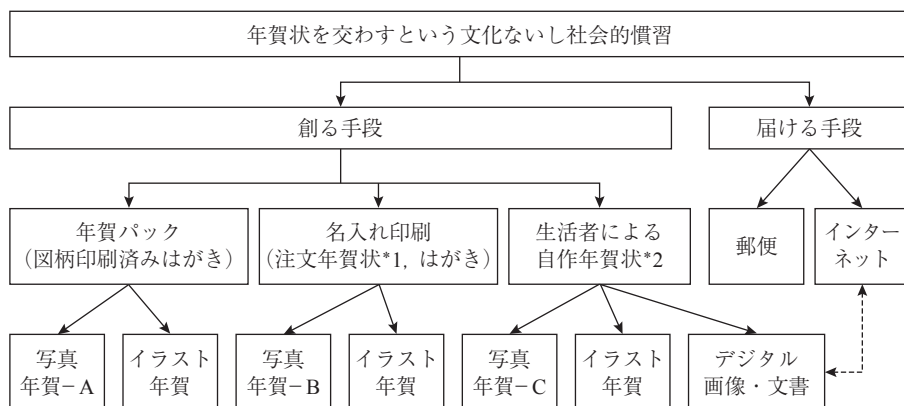 年賀状を交わすという文化ないし社会的慣習
創る手段
届ける手段
年賀パック
（図柄印刷済みはがき）
名入れ印刷
（注文年賀状*1，はがき）
生活者による
自作年賀状*2
郵便
インター
ネット
写真
年賀−A
イラスト
年賀
写真
年賀−B
イラスト
年賀
写真
年賀−C
イラスト
年賀
デジタル
画像・文書